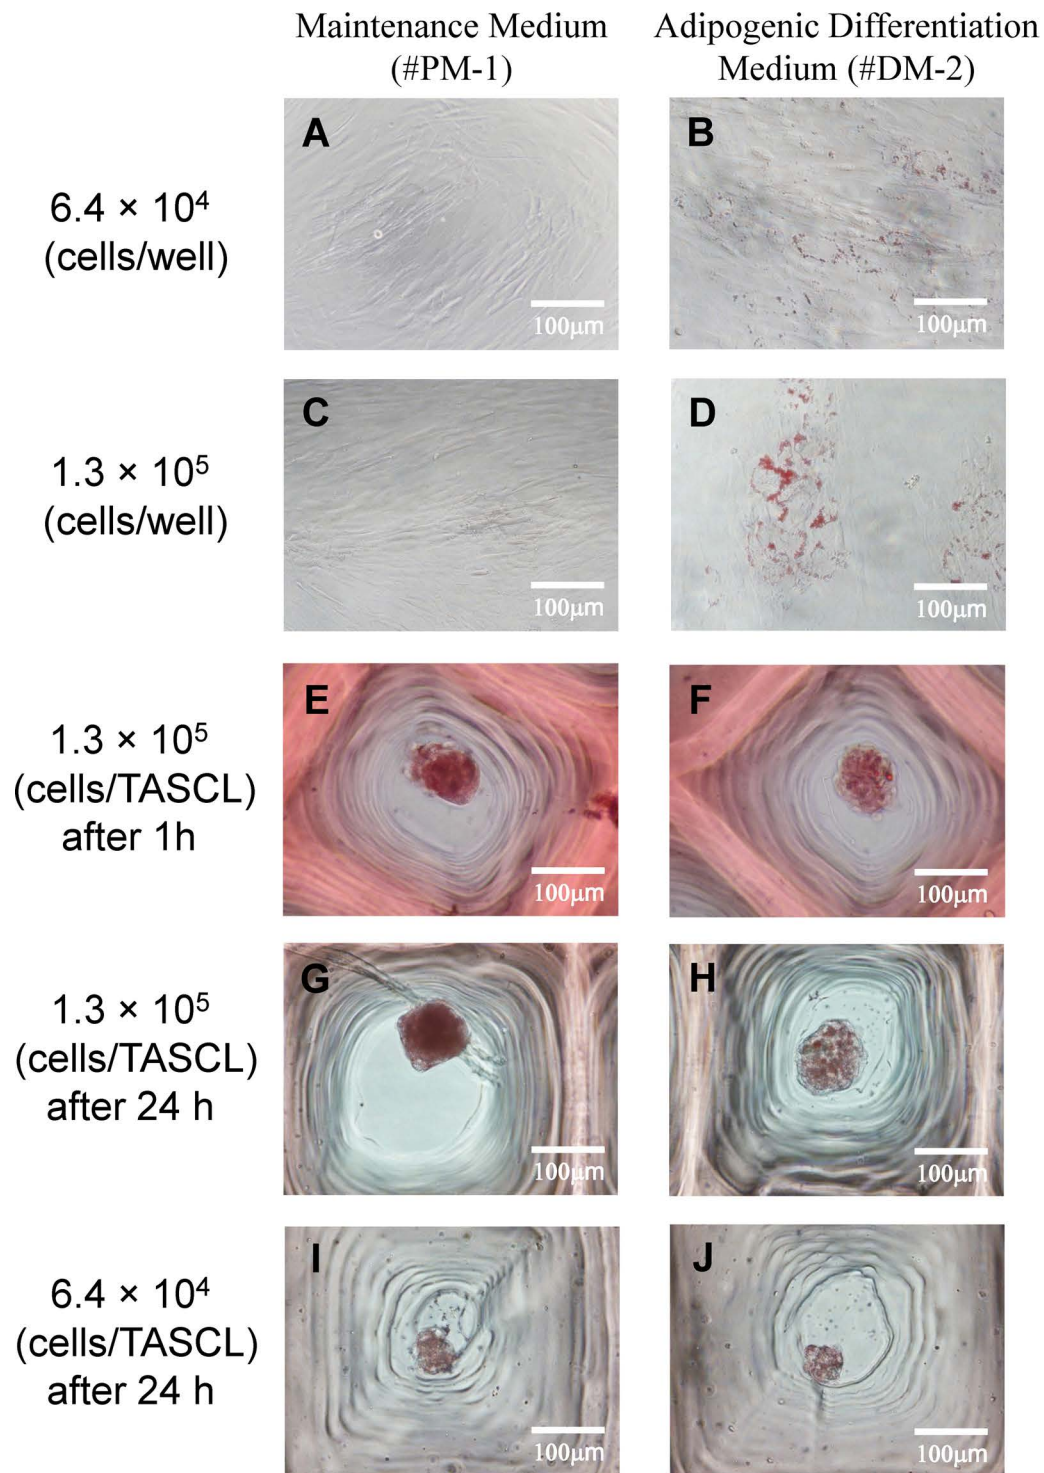 Maintenance Medium
(#PM-1)
Adipogenic Differentiation
Medium (#DM-2)
6.4 × 10⁴
(cells/well)
A
100μm
B
100μm
1.3 × 10⁵
(cells/well)
C
100μm
D
100μm
1.3 × 10⁵
(cells/TASCL)
after 1h
E
100μm
F
100μm
1.3 × 10⁵
(cells/TASCL)
after 24 h
G
100μm
H
100μm
6.4 × 10⁴
(cells/TASCL)
after 24 h
I
100μm
J
100μm